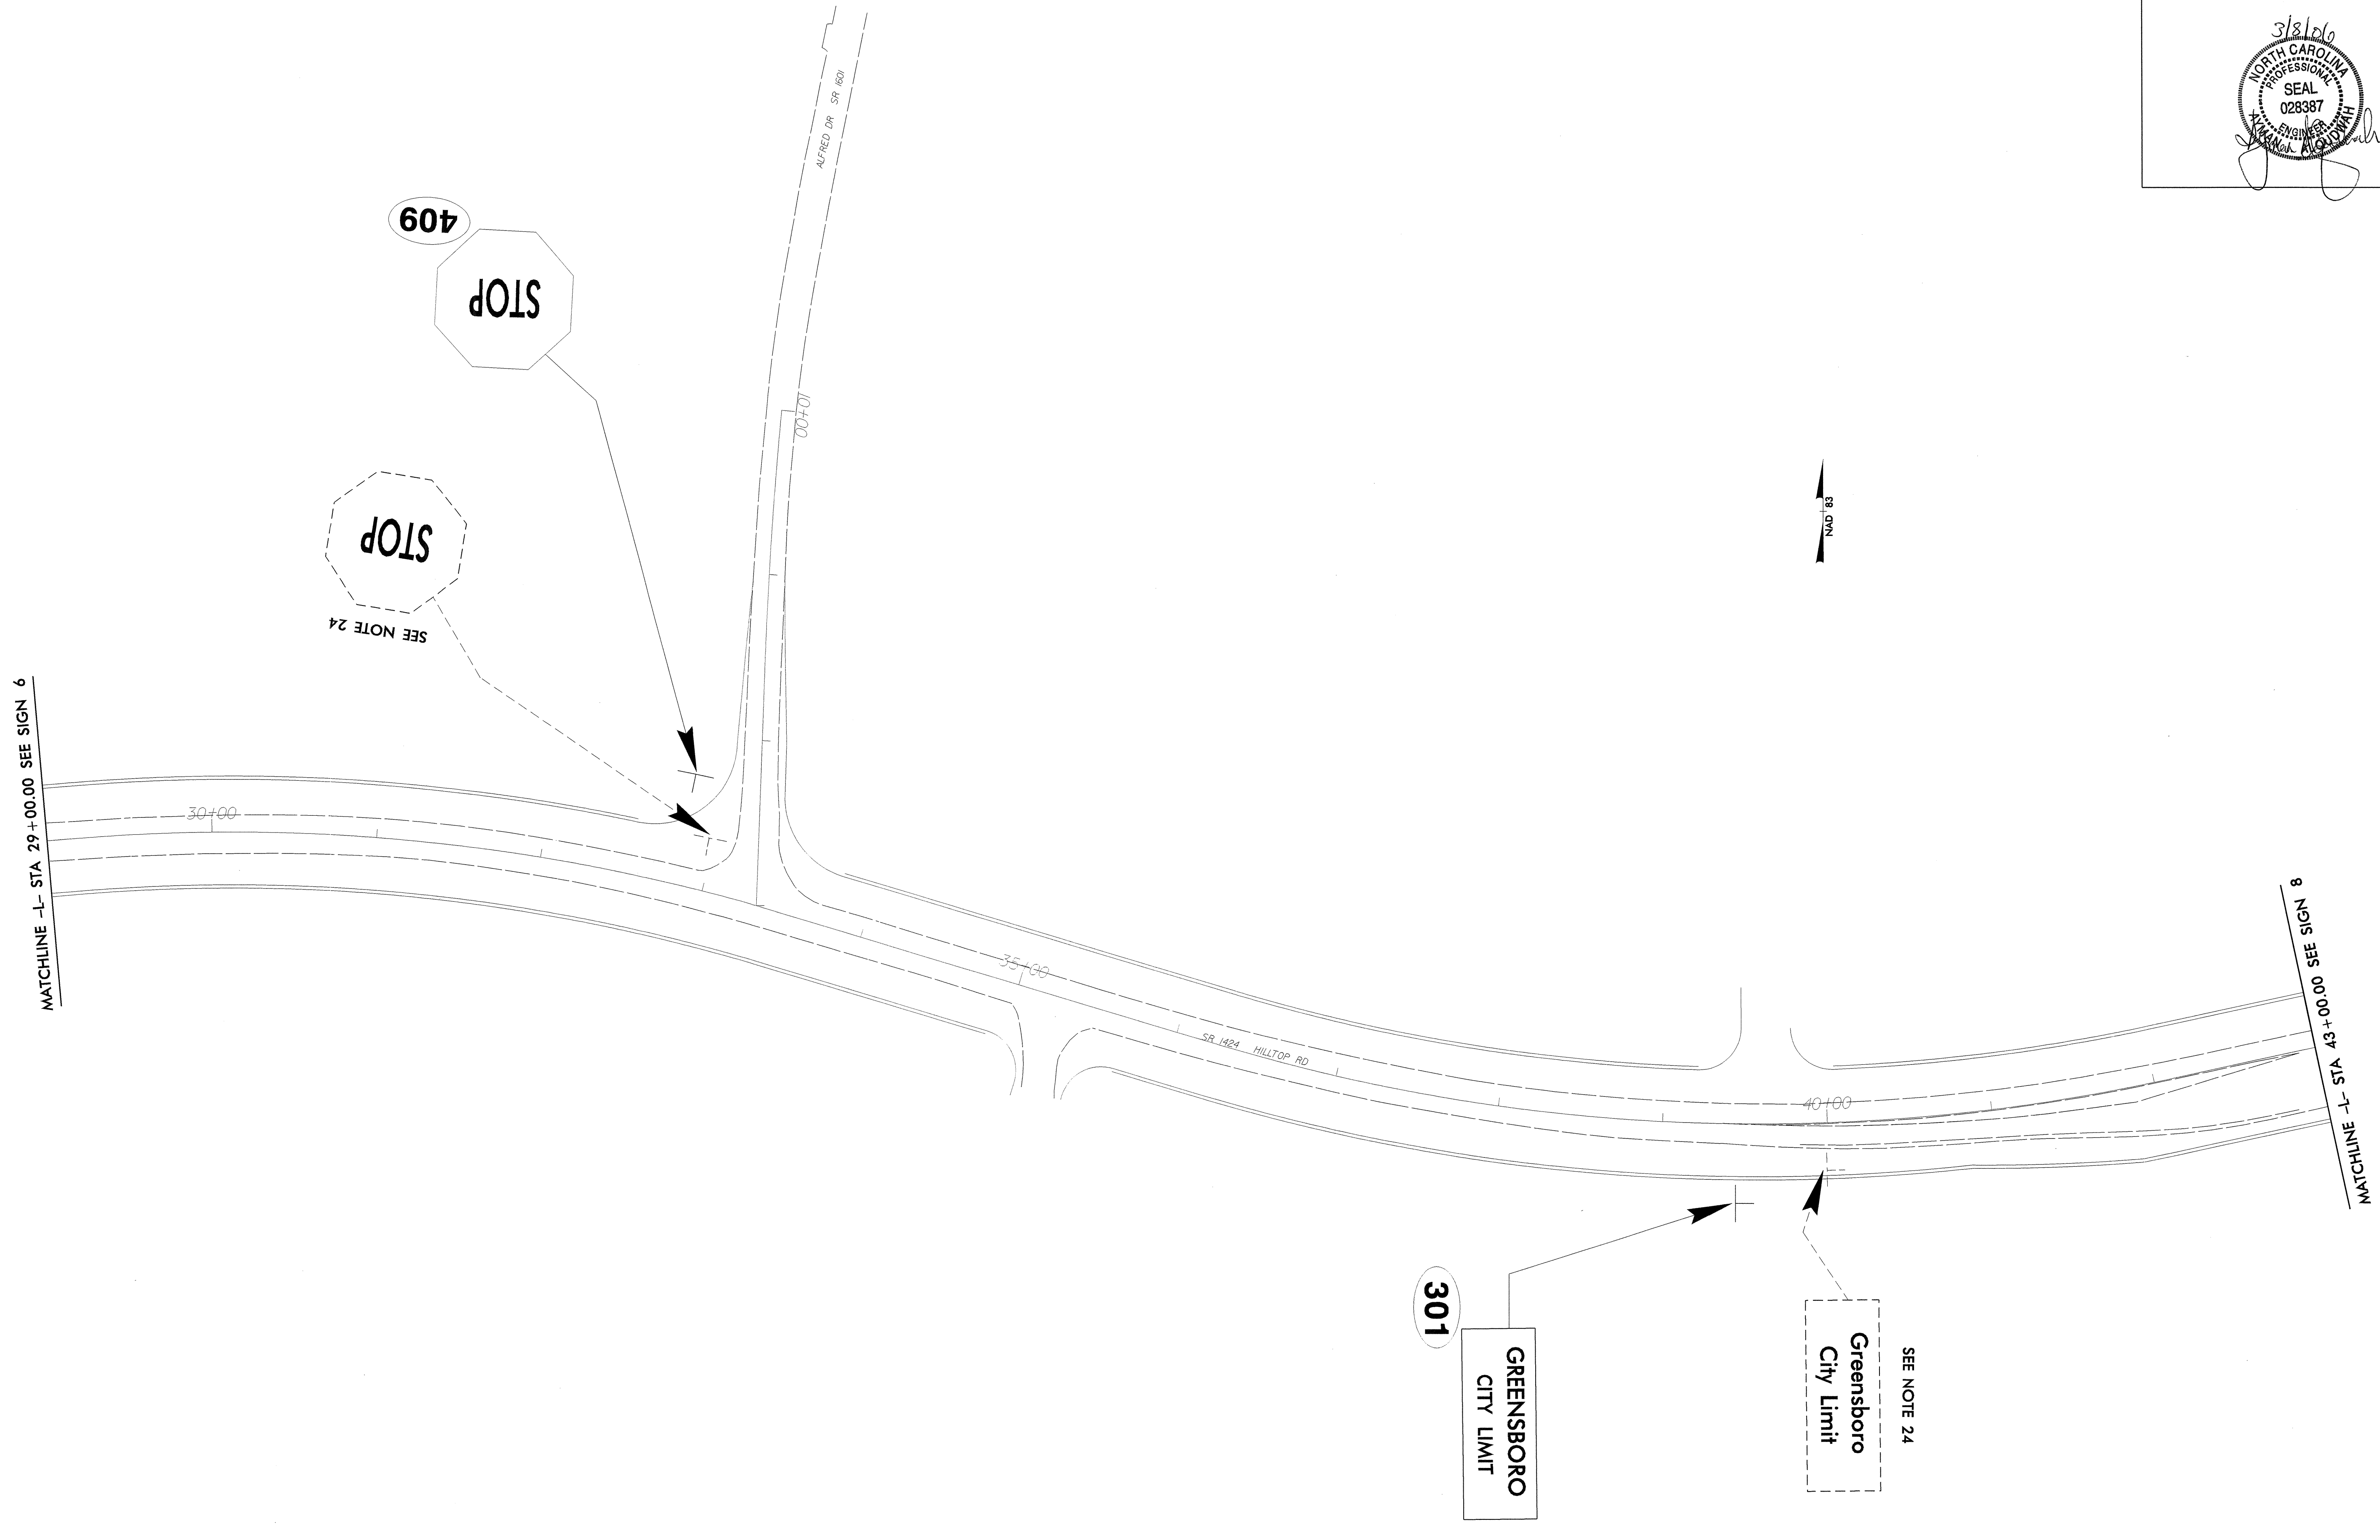 3/8/06
NORTH CAROLINA
PROFESSIONAL
SEAL
028387
ENGINEER
AYMAN ALQUDWAH
ALFRED DR SR 1601
409
STOP
10+00
STOP
SEE NOTE 24
NAD 83
MATCHLINE -L- STA 29+00.00 SEE SIGN 6
30+00
35+00
SR 1424 HILLTOP RD
40+00
MATCHLINE -L- STA 43+00.00 SEE SIGN 8
301
GREENSBORO
CITY LIMIT
Greensboro
City Limit
SEE NOTE 24